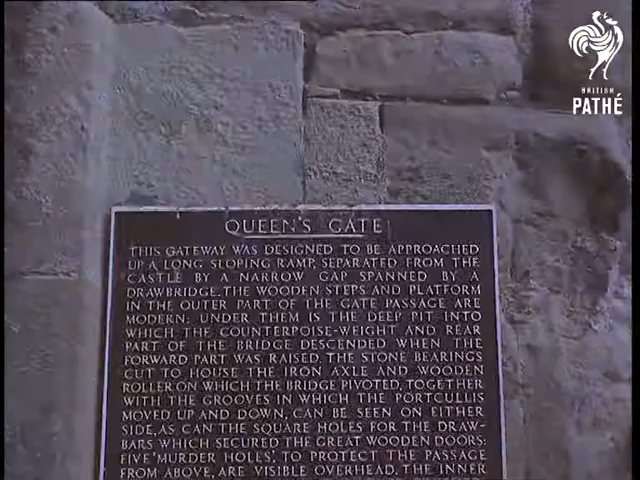 BRITISH
PATHÉ
QUEEN'S GATE
THIS GATEWAY WAS DESIGNED TO BE APPROACHED
UP A LONG SLOPING RAMP, SEPARATED FROM THE
CASTLE BY A NARROW GAP SPANNED BY A
DRAWBRIDGE. THE WOODEN STEPS AND PLATFORM
IN THE OUTER PART OF THE GATE PASSAGE ARE
MODERN: UNDER THEM IS THE DEEP PIT INTO
WHICH THE COUNTERPOISE-WEIGHT AND REAR
PART OF THE BRIDGE DESCENDED WHEN THE
FORWARD PART WAS RAISED. THE STONE BEARINGS
CUT TO HOUSE THE IRON AXLE AND WOODEN
ROLLER ON WHICH THE BRIDGE PIVOTED, TOGETHER
WITH THE GROOVES IN WHICH THE PORTCULLIS
MOVED UP AND DOWN, CAN BE SEEN ON EITHER
SIDE, AS CAN THE SQUARE HOLES FOR THE DRAW-
BARS WHICH SECURED THE GREAT WOODEN DOORS:
FIVE 'MURDER HOLES', TO PROTECT THE PASSAGE
FROM ABOVE, ARE VISIBLE OVERHEAD. THE INNER